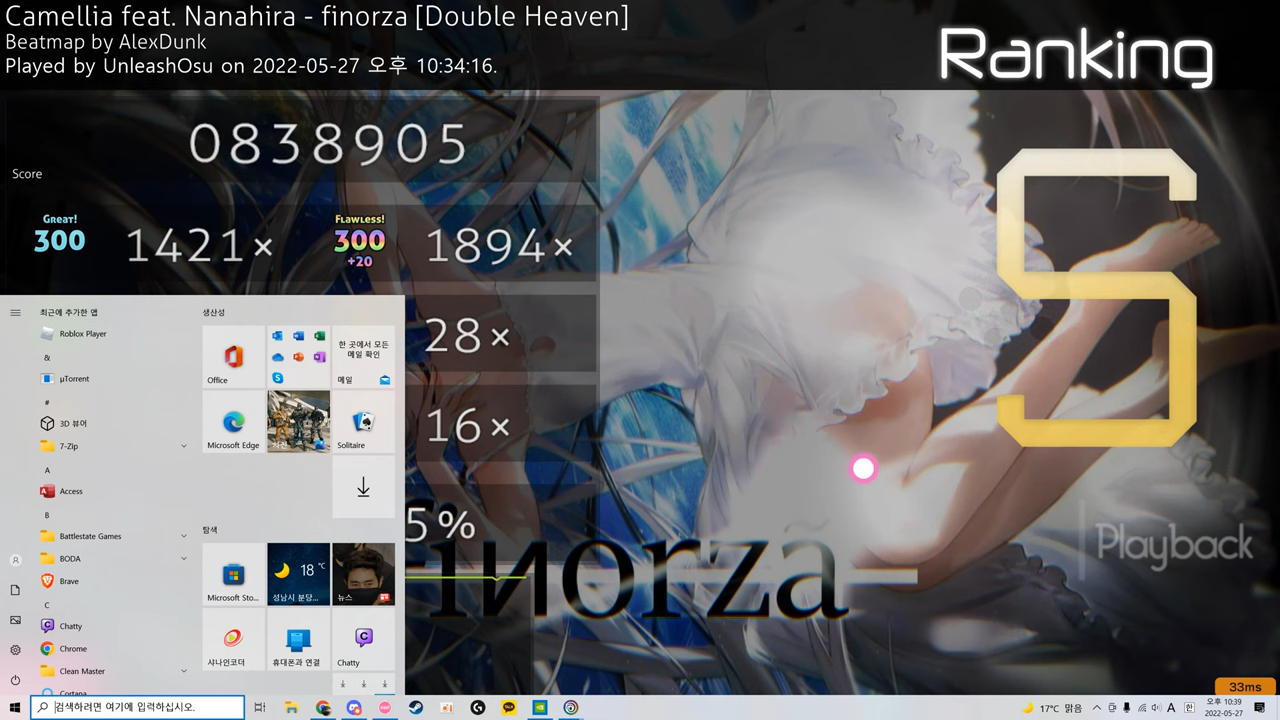 Camellia feat. Nanahira - finorza [Double Heaven]
Beatmap by AlexDunk
Played by UnleashOsu on 2022-05-27 오후 10:34:16.
Ranking
Score
0838905
GREAT!
300
1421×
FLAWLESS!
300
+20
1894×
28×
16×
5%
inorza
S
Playback
33ms
최근에 추가한 앱
Roblox Player
&
µTorrent
#
3D 뷰어
7-Zip
A
Access
B
Battlestate Games
BODA
Brave
C
Chatty
Chrome
Clean Master
Cortana
생산성
Office
한 곳에서 모든
메일 확인
메일
Microsoft Edge
Solitaire
탐색
Microsoft Sto...
18 °C
성남시 분당...
뉴스
사나인코더
휴대폰과 연결
Chatty
검색하려면 여기에 입력하십시오.
17°C 맑음
A
한
오후 10:39
2022-05-27